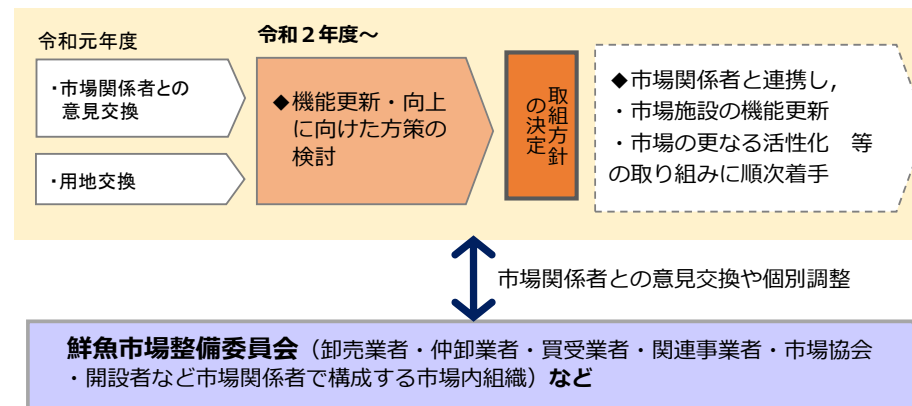 令和元年度
・市場関係者との
意見交換
・用地交換
令和２年度～
◆機能更新・向上
に向けた方策の
検討
取組方針
の決定
◆市場関係者と連携し,
・市場施設の機能更新
・市場の更なる活性化　等
の取り組みに順次着手
市場関係者との意見交換や個別調整
鮮魚市場整備委員会（卸売業者・仲卸業者・買受業者・関連事業者・市場協会
・開設者など市場関係者で構成する市場内組織）など